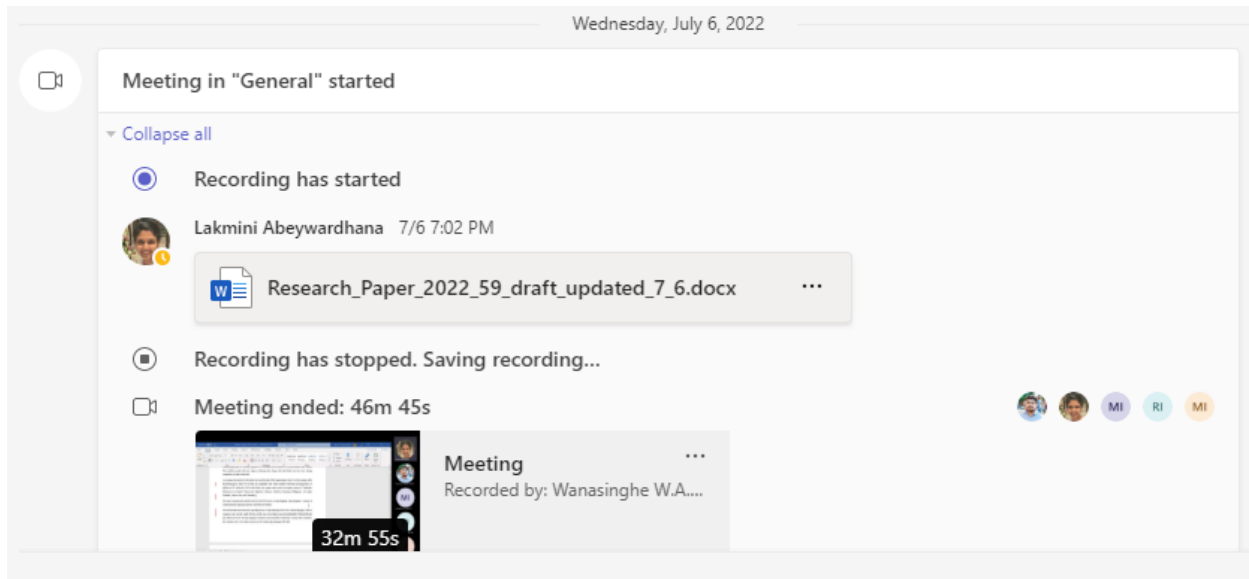 Wednesday, July 6, 2022
Meeting in "General" started
Collapse all
Recording has started
Lakmini Abeywardhana 7/6 7:02 PM
W
Research_Paper_2022_59_draft_updated_7_6.docx ...
Recording has stopped. Saving recording...
Meeting ended: 46m 45s
MI RI MI
Meeting ...
Recorded by: Wanasinghe W.A....
MI
32m 55s